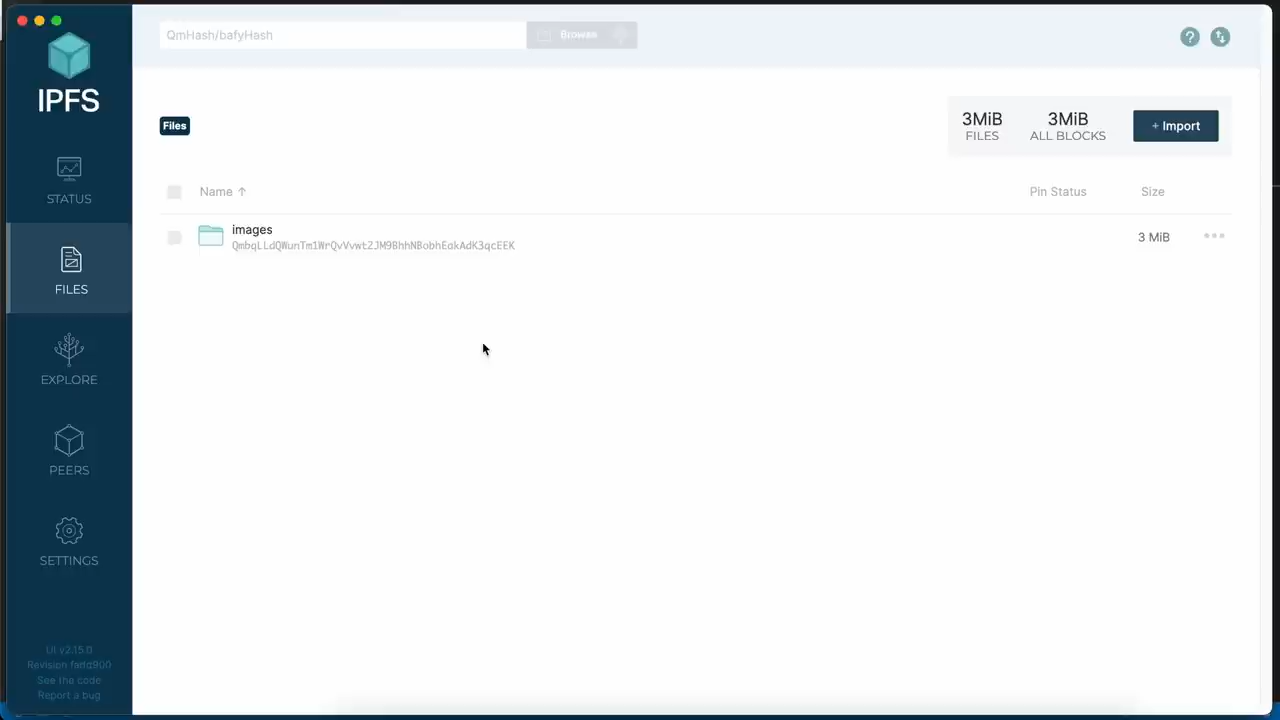 IPFS
QmHash/bafyHash
Browse
Files
3MiB
FILES
3MiB
ALL BLOCKS
+ Import
Name ↑
Pin Status
Size
images
3 MiB
STATUS
FILES
EXPLORE
PEERS
SETTINGS
UI v2.15.0
Revision
See the code
Report a bug